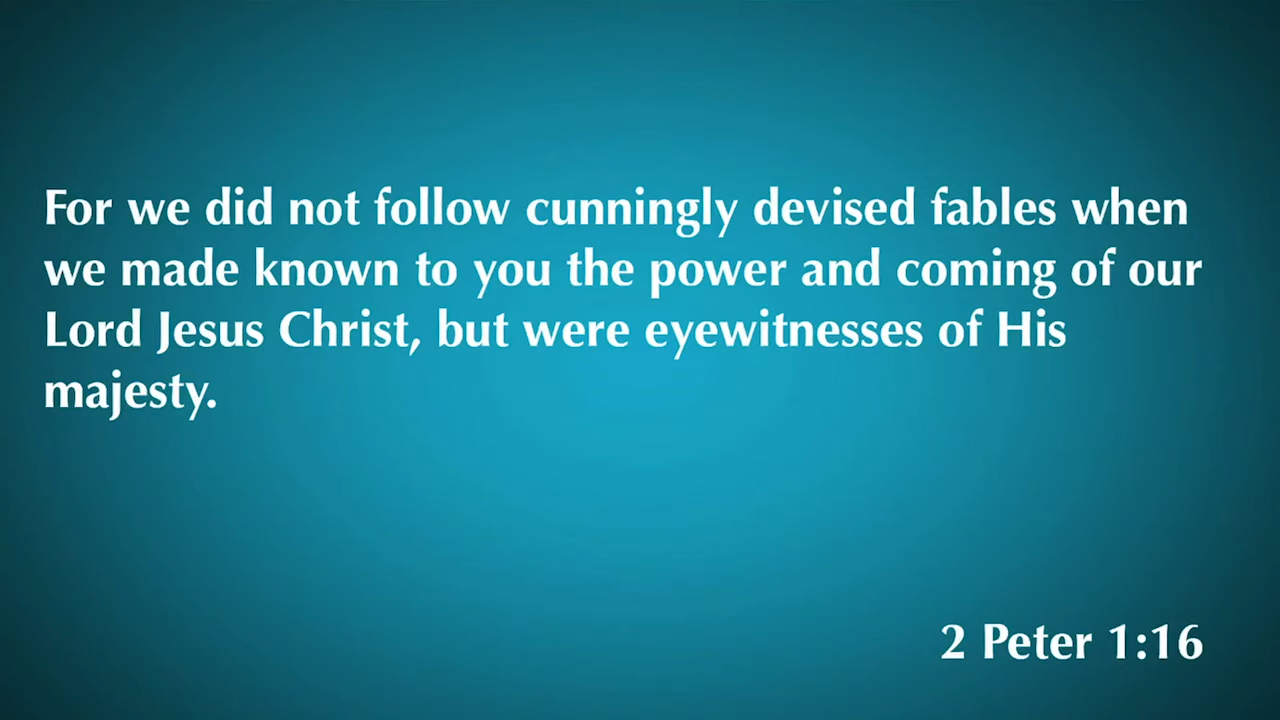 For we did not follow cunningly devised fables when
we made known to you the power and coming of our
Lord Jesus Christ, but were eyewitnesses of His
majesty.
2 Peter 1:16